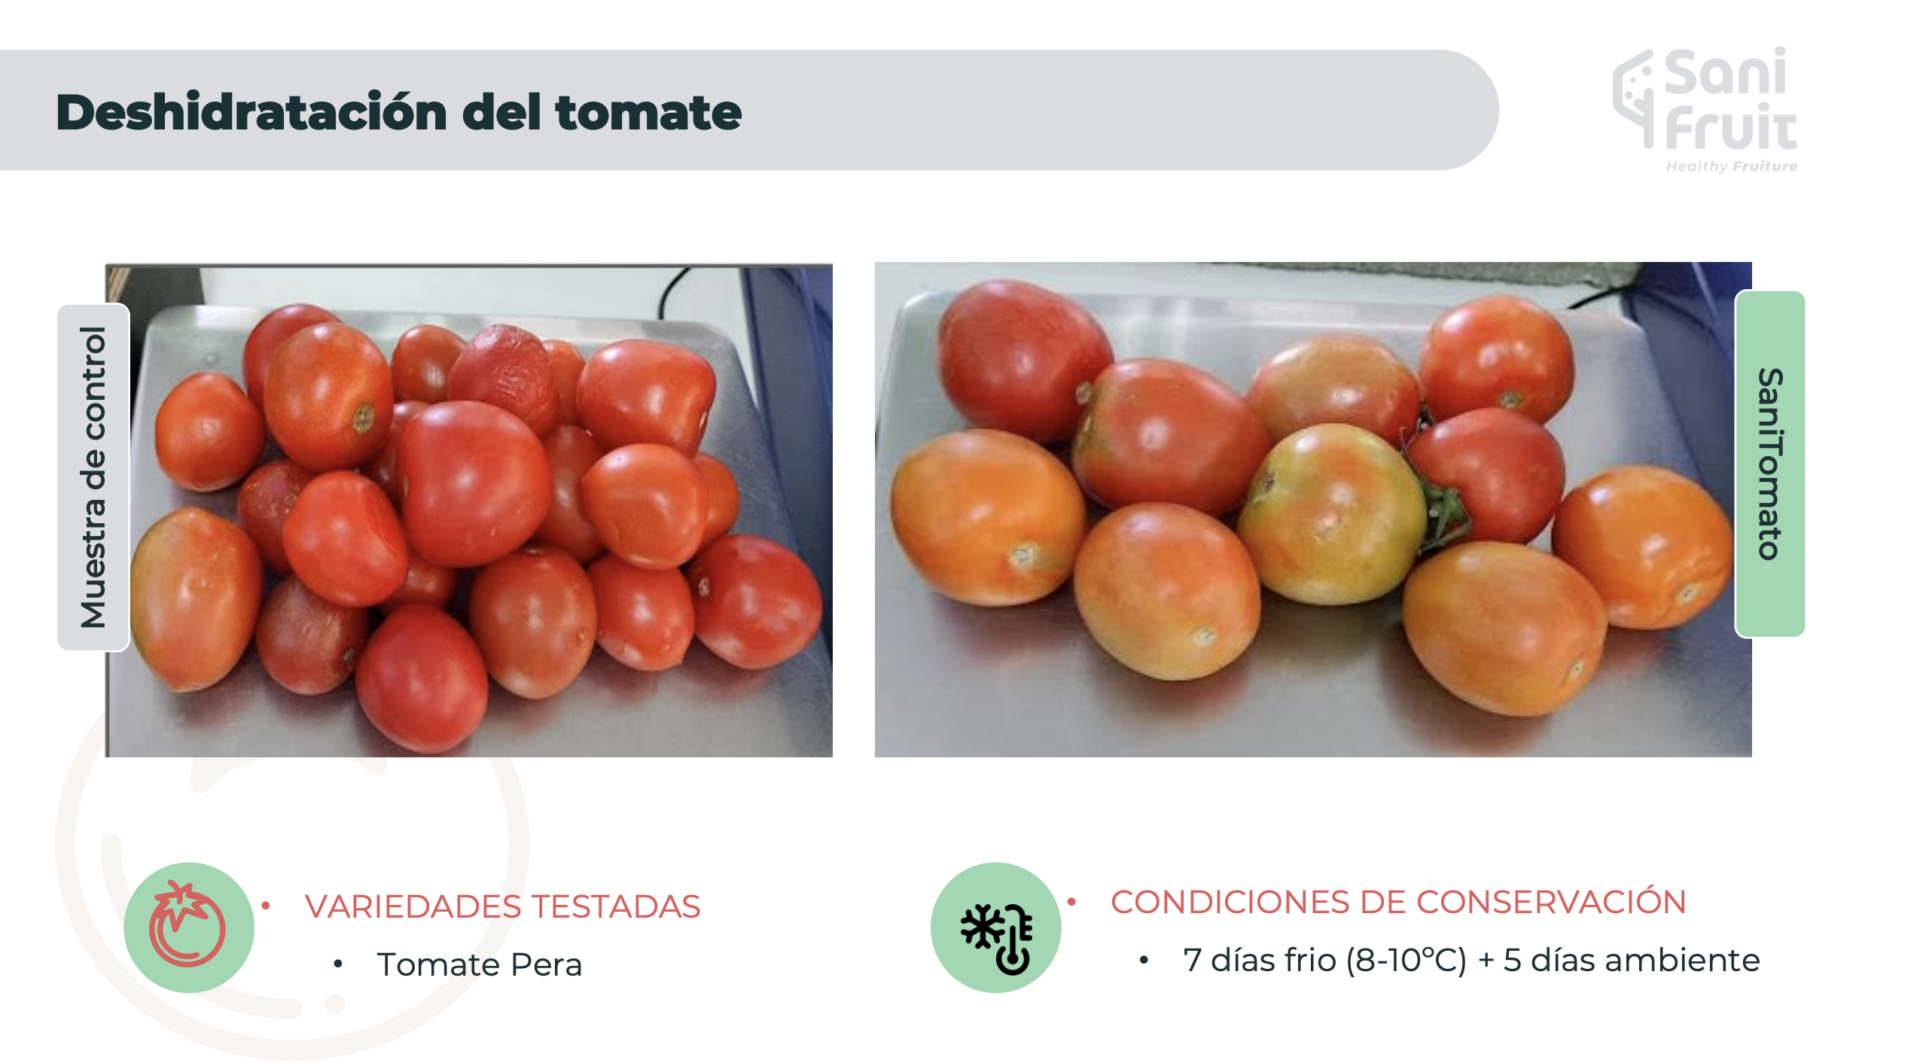 Deshidratación del tomate
Sani
Fruit
Healthy Fruiture
Muestra de control
SaniTomato
• VARIEDADES TESTADAS
• Tomate Pera
• CONDICIONES DE CONSERVACIÓN
• 7 días frio (8-10ºC) + 5 días ambiente